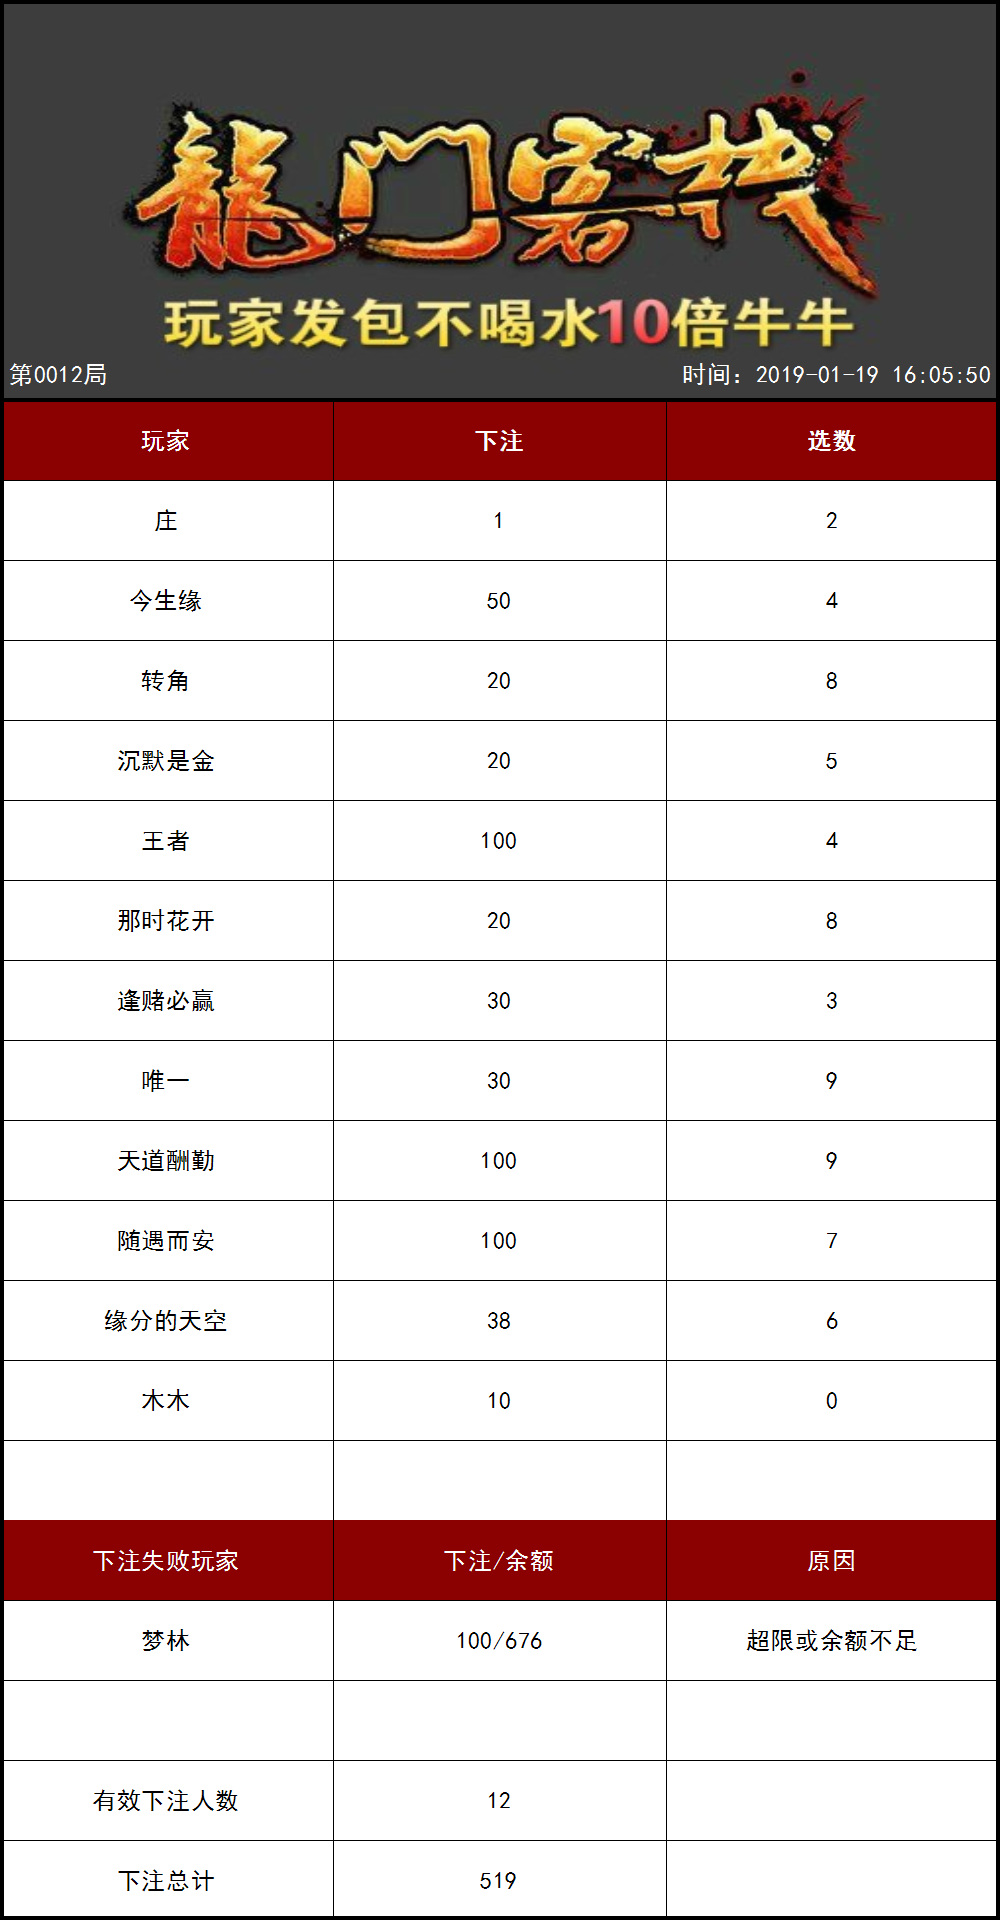 龍门客栈
玩家发包不喝水10倍牛牛
第0012局 时间：2019-01-19 16:05:50
玩家 下注 选数
庄 1 2
今生缘 50 4
转角 20 8
沉默是金 20 5
王者 100 4
那时花开 20 8
逢赌必赢 30 3
唯一 30 9
天道酬勤 100 9
随遇而安 100 7
缘分的天空 38 6
木木 10 0
下注失败玩家 下注/余额 原因
梦林 100/676 超限或余额不足
有效下注人数 12
下注总计 519